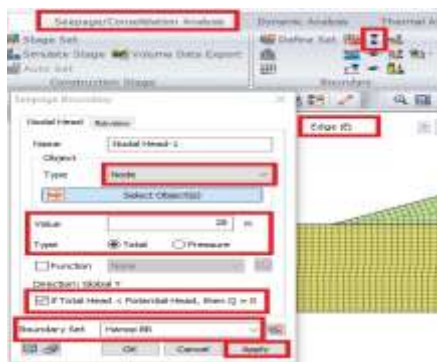 Seepage/Consolidation Analysis Dynamic Analysis Thermal A
Stage Set Define Set
Simulate Stage Volume Data Export
Auto Set
Construction Stage Boundary
Seepage Boundary
Edge (E)
Nodal Head Review
Name Nodal Head-1
Object
Type Node
Select Object(s)
Value 28 m
Type Total Pressure
Function None
Direction: Global Y
If Total Head < Potential Head, then Q = 0
Boundary Set
OK Cancel Apply